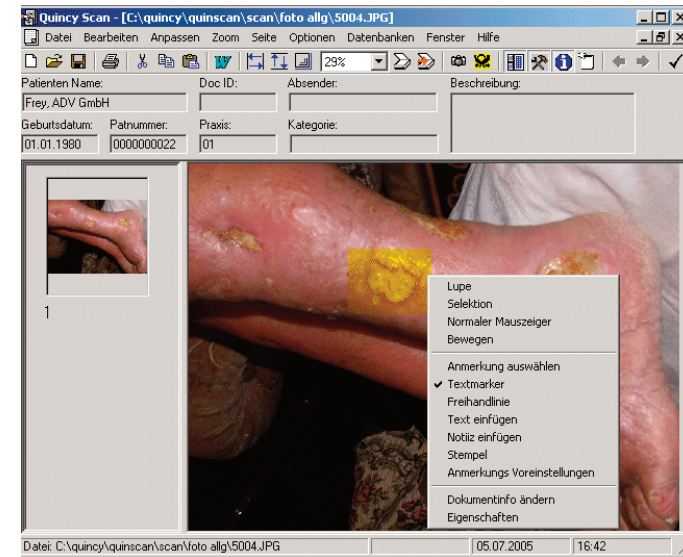 Quincy Scan - [C:\quincy\quinscan\scan\foto allg\5004.JPG]
Datei Bearbeiten Anpassen Zoom Seite Optionen Datenbanken Fenster Hilfe
29%
Patienten Name: Doc ID: Absender: Beschreibung:
Frey, ADV GmbH
Geburtsdatum: Patnummer: Praxis: Kategorie:
01.01.1980 0000000022 01
1
Lupe
Selektion
Normaler Mauszeiger
Bewegen
Anmerkung auswählen
Textmarker
Freihandlinie
Text einfügen
Notiiz einfügen
Stempel
Anmerkungs Voreinstellungen
Dokumentinfo ändern
Eigenschaften
Datei: C:\quincy\quinscan\scan\foto allg\5004.JPG 05.07.2005 16:42